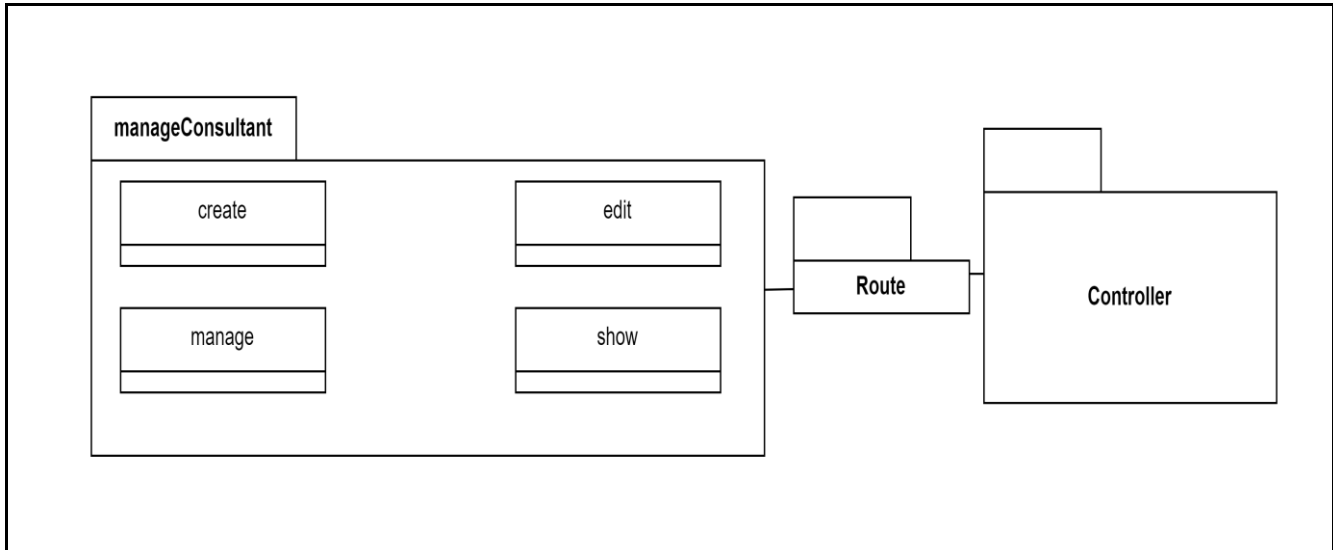 manageConsultant
create
edit
manage
show
Route
Controller